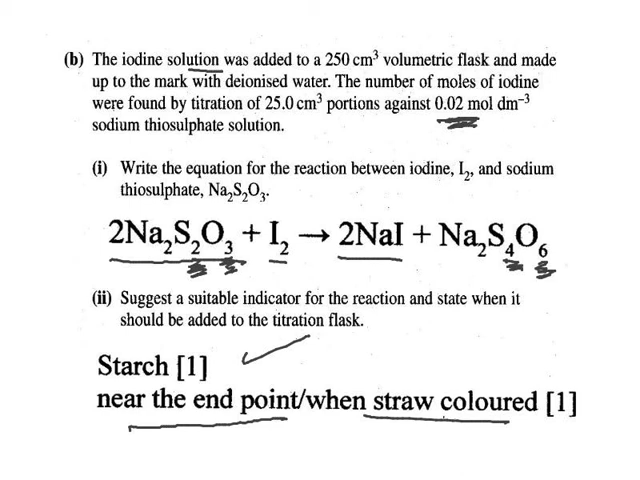 (b) The iodine solution was added to a 250 cm³ volumetric flask and made
up to the mark with deionised water. The number of moles of iodine
were found by titration of 25.0 cm³ portions against 0.02 mol dm⁻³
sodium thiosulphate solution.
(i) Write the equation for the reaction between iodine, I₂, and sodium
thiosulphate, Na₂S₂O₃.
2Na₂S₂O₃ + I₂ → 2NaI + Na₂S₄O₆
(ii) Suggest a suitable indicator for the reaction and state when it
should be added to the titration flask.
Starch [1]
near the end point/when straw coloured [1]